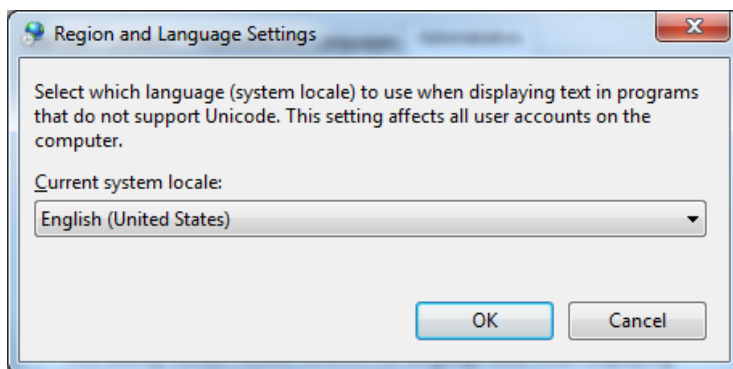 Region and Language Settings
Select which language (system locale) to use when displaying text in programs
that do not support Unicode. This setting affects all user accounts on the
computer.
Current system locale:
English (United States)
OK
Cancel